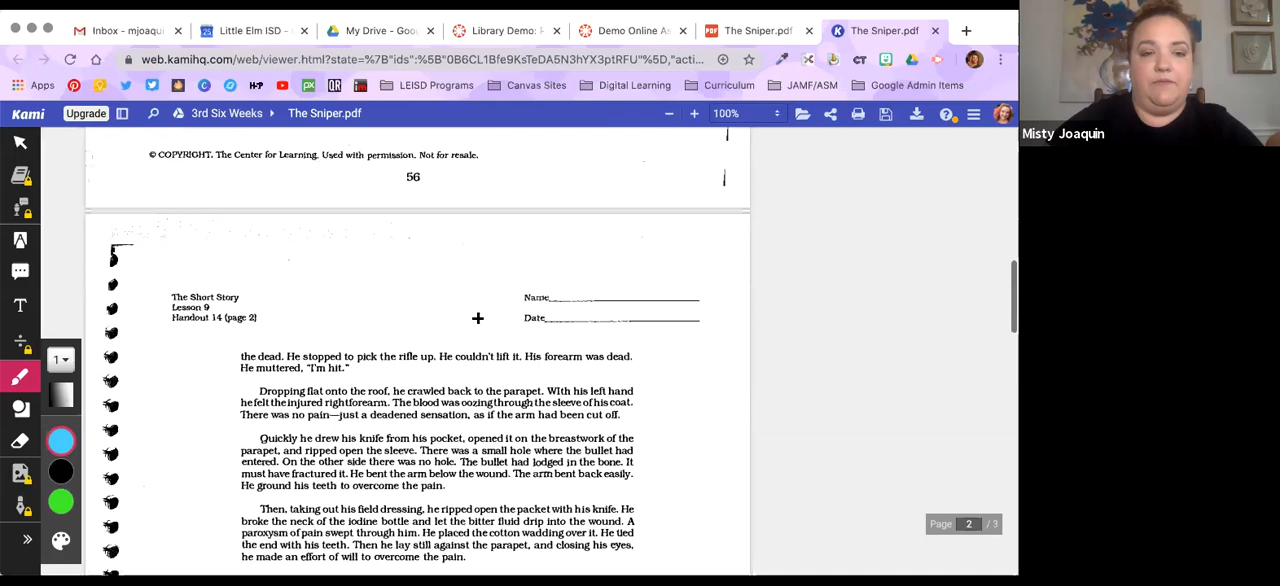 Inbox - mjoaqui
Little Elm ISD -
My Drive - Goo
Library Demo: F
Demo Online As
The Sniper.pdf
The Sniper.pdf
web.kamihq.com/web/viewer.html?state=%7B"ids"%3A%5B"0B6CL1Bfe9KsTeDA5N3hYX3ptRFU"%5D,"acti...
Apps
LEISD Programs
Canvas Sites
Digital Learning
Curriculum
JAMF/ASM
Google Admin Items
Kami
Upgrade
3rd Six Weeks
The Sniper.pdf
100%
Misty Joaquin
© COPYRIGHT. The Center for Learning. Used with permission. Not for resale.
56
The Short Story
Lesson 9
Handout 14 (page 2)
Name
Date
the dead. He stopped to pick the rifle up. He couldn't lift it. His forearm was dead.
He muttered, "I'm hit."
Dropping flat onto the roof, he crawled back to the parapet. WIth his left hand
he felt the injured rightforearm. The blood was oozing through the sleeve of his coat.
There was no pain—just a deadened sensation, as if the arm had been cut off.
Quickly he drew his knife from his pocket, opened it on the breastwork of the
parapet, and ripped open the sleeve. There was a small hole where the bullet had
entered. On the other side there was no hole. The bullet had lodged in the bone. It
must have fractured it. He bent the arm below the wound. The arm bent back easily.
He ground his teeth to overcome the pain.
Then, taking out his field dressing, he ripped open the packet with his knife. He
broke the neck of the iodine bottle and let the bitter fluid drip into the wound. A
paroxysm of pain swept through him. He placed the cotton wadding over it. He tied
the end with his teeth. Then he lay still against the parapet, and closing his eyes,
he made an effort of will to overcome the pain.
1
Page 2 / 3